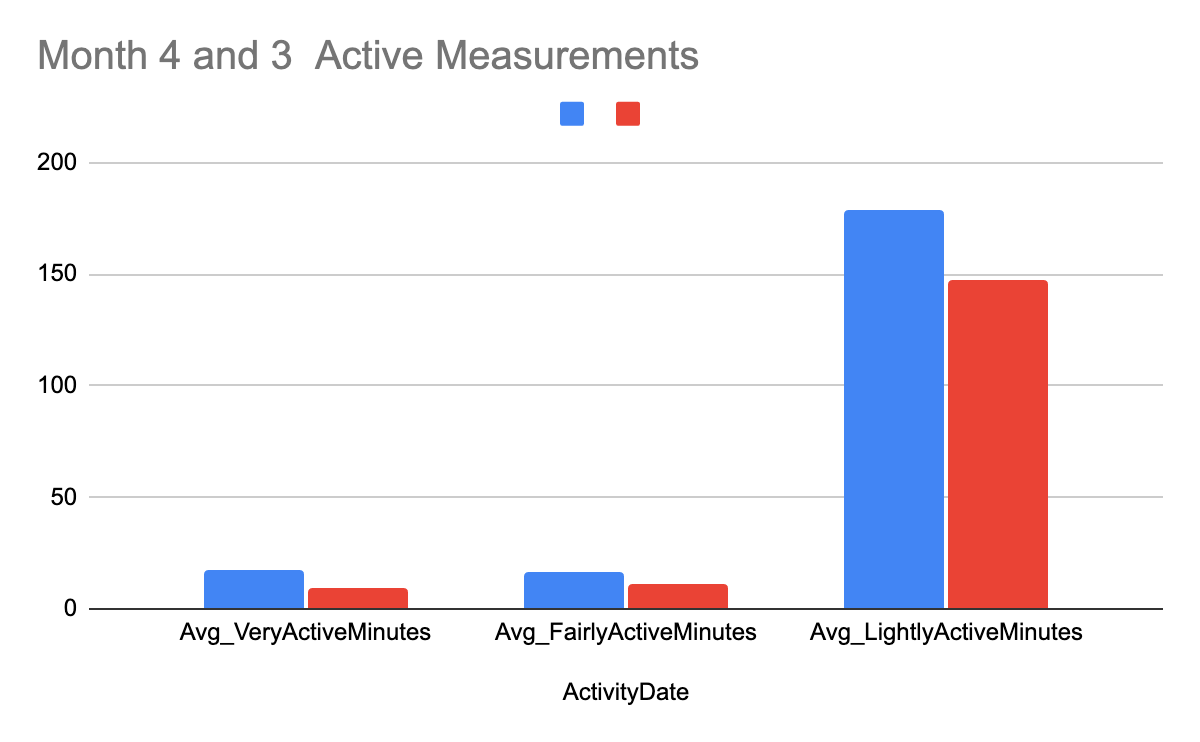 Month 4 and 3  Active Measurements
200
150
100
50
0
Avg_VeryActiveMinutes Avg_FairlyActiveMinutes Avg_LightlyActiveMinutes
ActivityDate